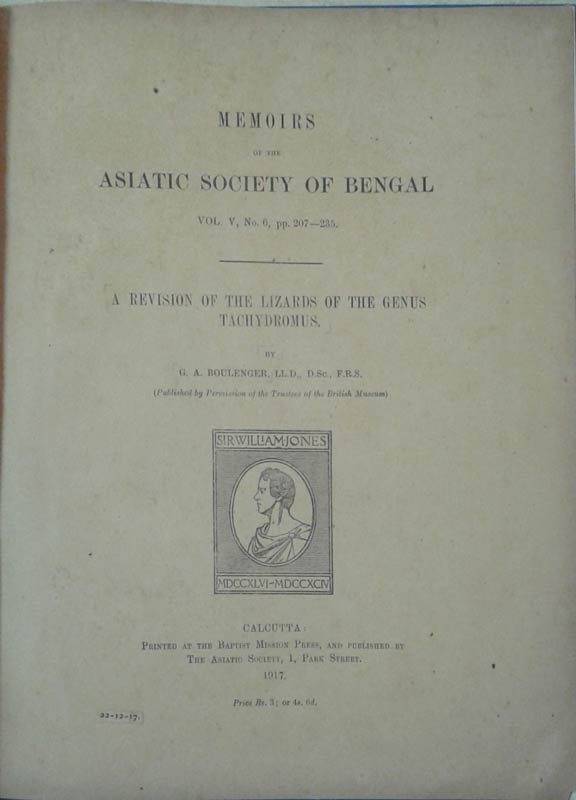 MEMOIRS
OF THE
ASIATIC SOCIETY OF BENGAL
VOL. V, No. 6, pp. 207—235.
A REVISION OF THE LIZARDS OF THE GENUS
TACHYDROMUS.
BY
G. A. BOULENGER, LL.D., D.Sc., F.R.S.
(Published by Permission of the Trustees of the British Museum)
SIR WILLIAM JONES
MDCCXLVI-MDCCXCIV
CALCUTTA:
PRINTED AT THE BAPTIST MISSION PRESS, AND PUBLISHED BY
THE ASIATIC SOCIETY, 1, PARK STREET.
1917.
Price Rs. 3; or 4s. 6d.
22-12-17.